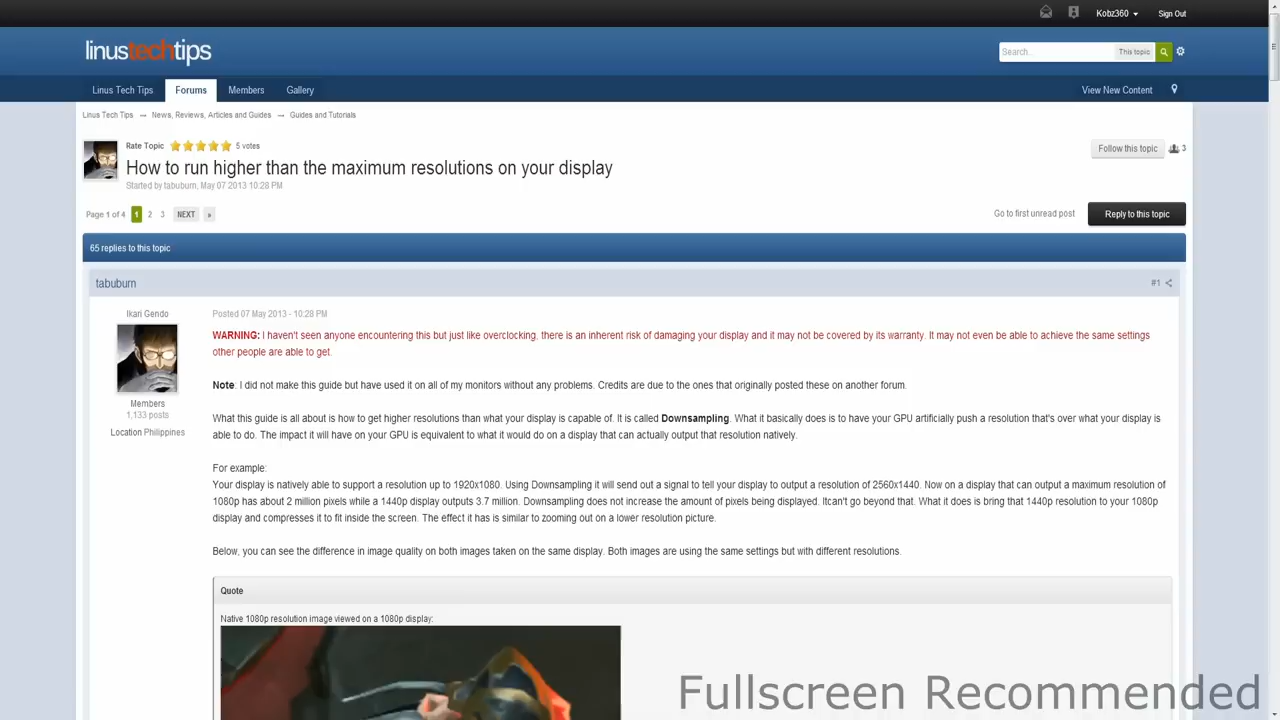 Kobz360
Sign Out
linustechtips
Search...
This topic
Linus Tech Tips
Forums
Members
Gallery
View New Content
Linus Tech Tips → News, Reviews, Articles and Guides → Guides and Tutorials
Rate Topic
5 votes
How to run higher than the maximum resolutions on your display
Started by tabuburn, May 07 2013 10:28 PM
Follow this topic
3
Page 1 of 4
1
2
3
NEXT
»
Go to first unread post
Reply to this topic
65 replies to this topic
tabuburn
#1
Ikari Gendo
Members
1,133 posts
Location Philippines
Posted 07 May 2013 - 10:28 PM
WARNING: I haven't seen anyone encountering this but just like overclocking, there is an inherent risk of damaging your display and it may not be covered by its warranty. It may not even be able to achieve the same settings
other people are able to get.
Note: I did not make this guide but have used it on all of my monitors without any problems. Credits are due to the ones that originally posted these on another forum.
What this guide is all about is how to get higher resolutions than what your display is capable of. It is called Downsampling. What it basically does is to have your GPU artificially push a resolution that's over what your display is
able to do. The impact it will have on your GPU is equivalent to what it would do on a display that can actually output that resolution natively.
For example:
Your display is natively able to support a resolution up to 1920x1080. Using Downsampling it will send out a signal to tell your display to output a resolution of 2560x1440. Now on a display that can output a maximum resolution of
1080p has about 2 million pixels while a 1440p display outputs 3.7 million. Downsampling does not increase the amount of pixels being displayed. Itcan't go beyond that. What it does is bring that 1440p resolution to your 1080p
display and compresses it to fit inside the screen. The effect it has is similar to zooming out on a lower resolution picture.
Below, you can see the difference in image quality on both images taken on the same display. Both images are using the same settings but with different resolutions.
Quote
Native 1080p resolution image viewed on a 1080p display:
Fullscreen Recommended